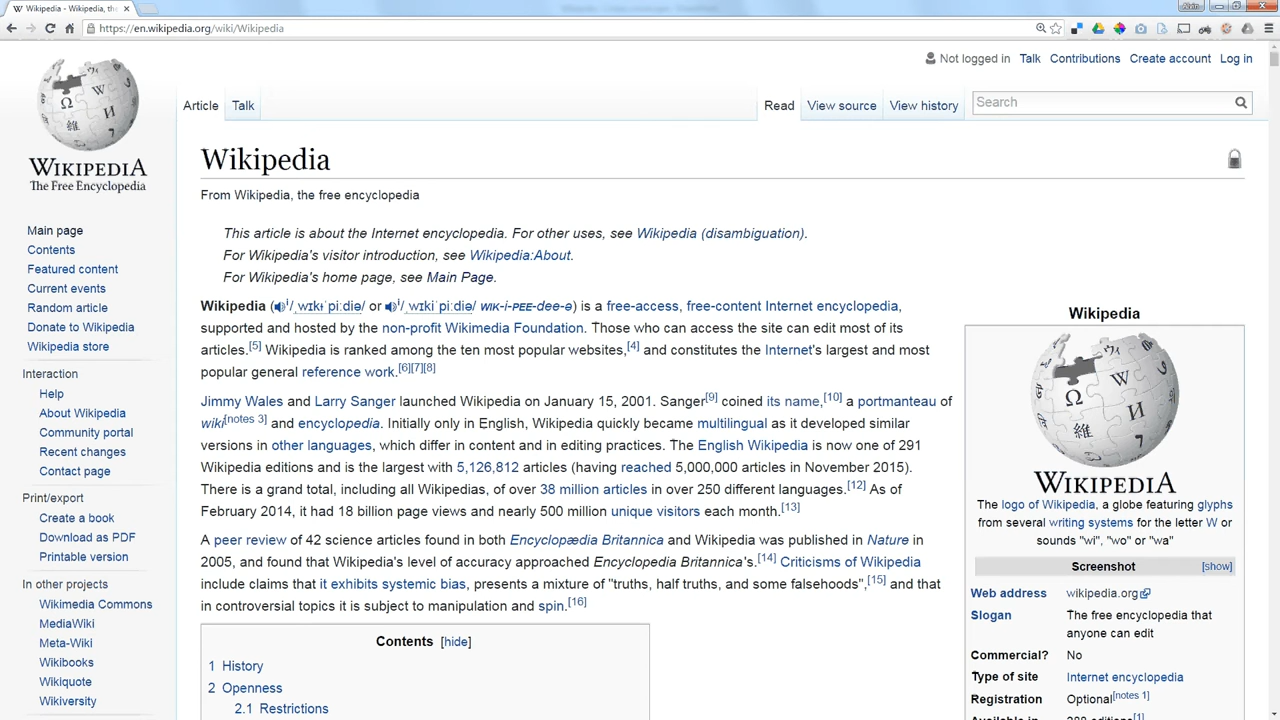 Wikipedia - Wikipedia, the
https://en.wikipedia.org/wiki/Wikipedia
Not logged in Talk Contributions Create account Log in
Article Talk Read View source View history Search
WIKIPEDIA
The Free Encyclopedia
Main page
Contents
Featured content
Current events
Random article
Donate to Wikipedia
Wikipedia store
Interaction
Help
About Wikipedia
Community portal
Recent changes
Contact page
Print/export
Create a book
Download as PDF
Printable version
In other projects
Wikimedia Commons
MediaWiki
Meta-Wiki
Wikibooks
Wikiquote
Wikiversity
Wikipedia
From Wikipedia, the free encyclopedia
This article is about the Internet encyclopedia. For other uses, see Wikipedia (disambiguation).
For Wikipedia's visitor introduction, see Wikipedia:About.
For Wikipedia's home page, see Main Page.
Wikipedia (i/ˌwɪkɨˈpiːdiə/ or i/ˌwɪkiˈpiːdiə/ WIK-i-PEE-dee-ə) is a free-access, free-content Internet encyclopedia,
supported and hosted by the non-profit Wikimedia Foundation. Those who can access the site can edit most of its
articles.[5] Wikipedia is ranked among the ten most popular websites,[4] and constitutes the Internet's largest and most
popular general reference work.[6][7][8]
Jimmy Wales and Larry Sanger launched Wikipedia on January 15, 2001. Sanger[9] coined its name,[10] a portmanteau of
wiki[notes 3] and encyclopedia. Initially only in English, Wikipedia quickly became multilingual as it developed similar
versions in other languages, which differ in content and in editing practices. The English Wikipedia is now one of 291
Wikipedia editions and is the largest with 5,126,812 articles (having reached 5,000,000 articles in November 2015).
There is a grand total, including all Wikipedias, of over 38 million articles in over 250 different languages.[12] As of
February 2014, it had 18 billion page views and nearly 500 million unique visitors each month.[13]
A peer review of 42 science articles found in both Encyclopædia Britannica and Wikipedia was published in Nature in
2005, and found that Wikipedia's level of accuracy approached Encyclopedia Britannica's.[14] Criticisms of Wikipedia
include claims that it exhibits systemic bias, presents a mixture of "truths, half truths, and some falsehoods",[15] and that
in controversial topics it is subject to manipulation and spin.[16]
Contents [hide]
1 History
2 Openness
2.1 Restrictions
Wikipedia
Ω W И 維
WIKIPEDIA
The logo of Wikipedia, a globe featuring glyphs
from several writing systems for the letter W or
sounds "wi", "wo" or "wa"
Screenshot [show]
Web address wikipedia.org
Slogan The free encyclopedia that
anyone can edit
Commercial? No
Type of site Internet encyclopedia
Registration Optional[notes 1]